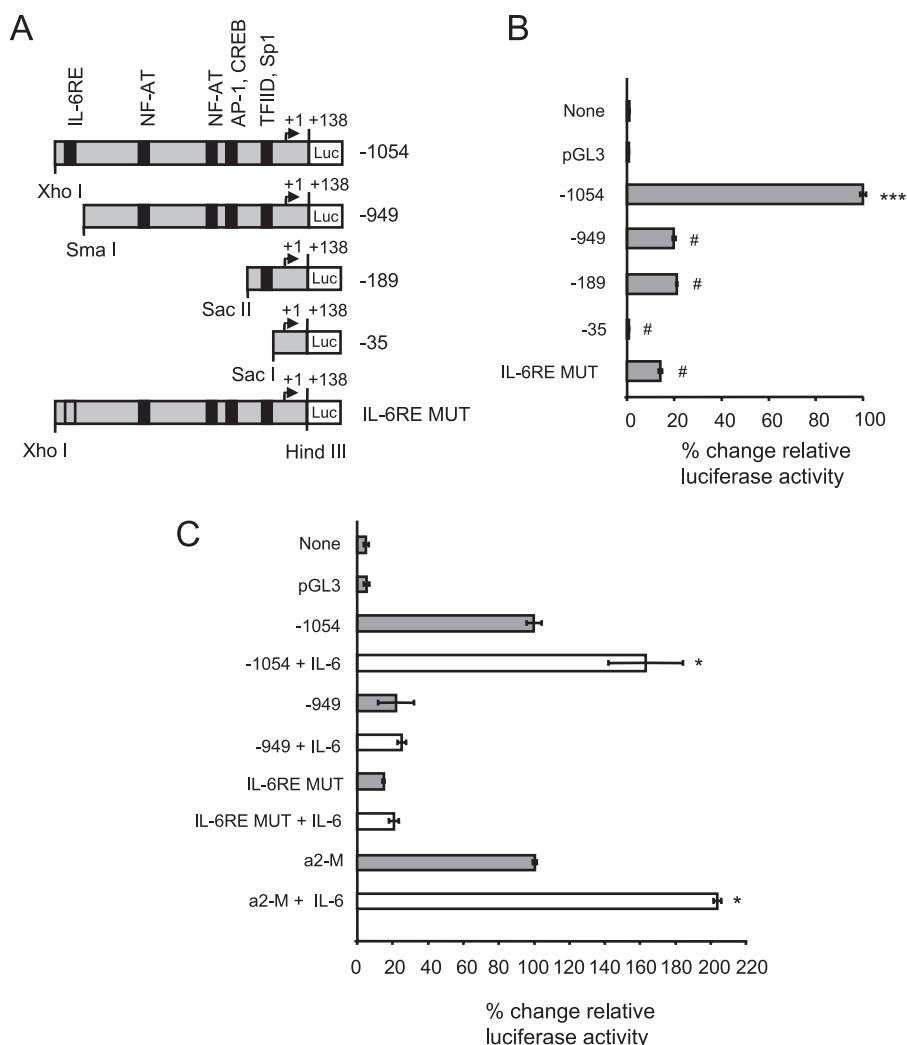 A
IL-6RE
NF-AT
NF-AT
AP-1, CREB
TFIID, Sp1
+1 +138
Luc
-1054
Xho I
+1 +138
Luc
-949
Sma I
+1 +138
Luc
-189
Sac II
+1 +138
Luc
-35
Sac I
+1 +138
Luc
IL-6RE MUT
Xho I
Hind III
B
None
pGL3
-1054
***
-949
#
-189
#
-35
#
IL-6RE MUT
#
0 20 40 60 80 100
% change relative
luciferase activity
C
None
pGL3
-1054
-1054 + IL-6
*
-949
-949 + IL-6
IL-6RE MUT
IL-6RE MUT + IL-6
a2-M
a2-M + IL-6
*
0 20 40 60 80 100 120 140 160 180 200 220
% change relative
luciferase activity